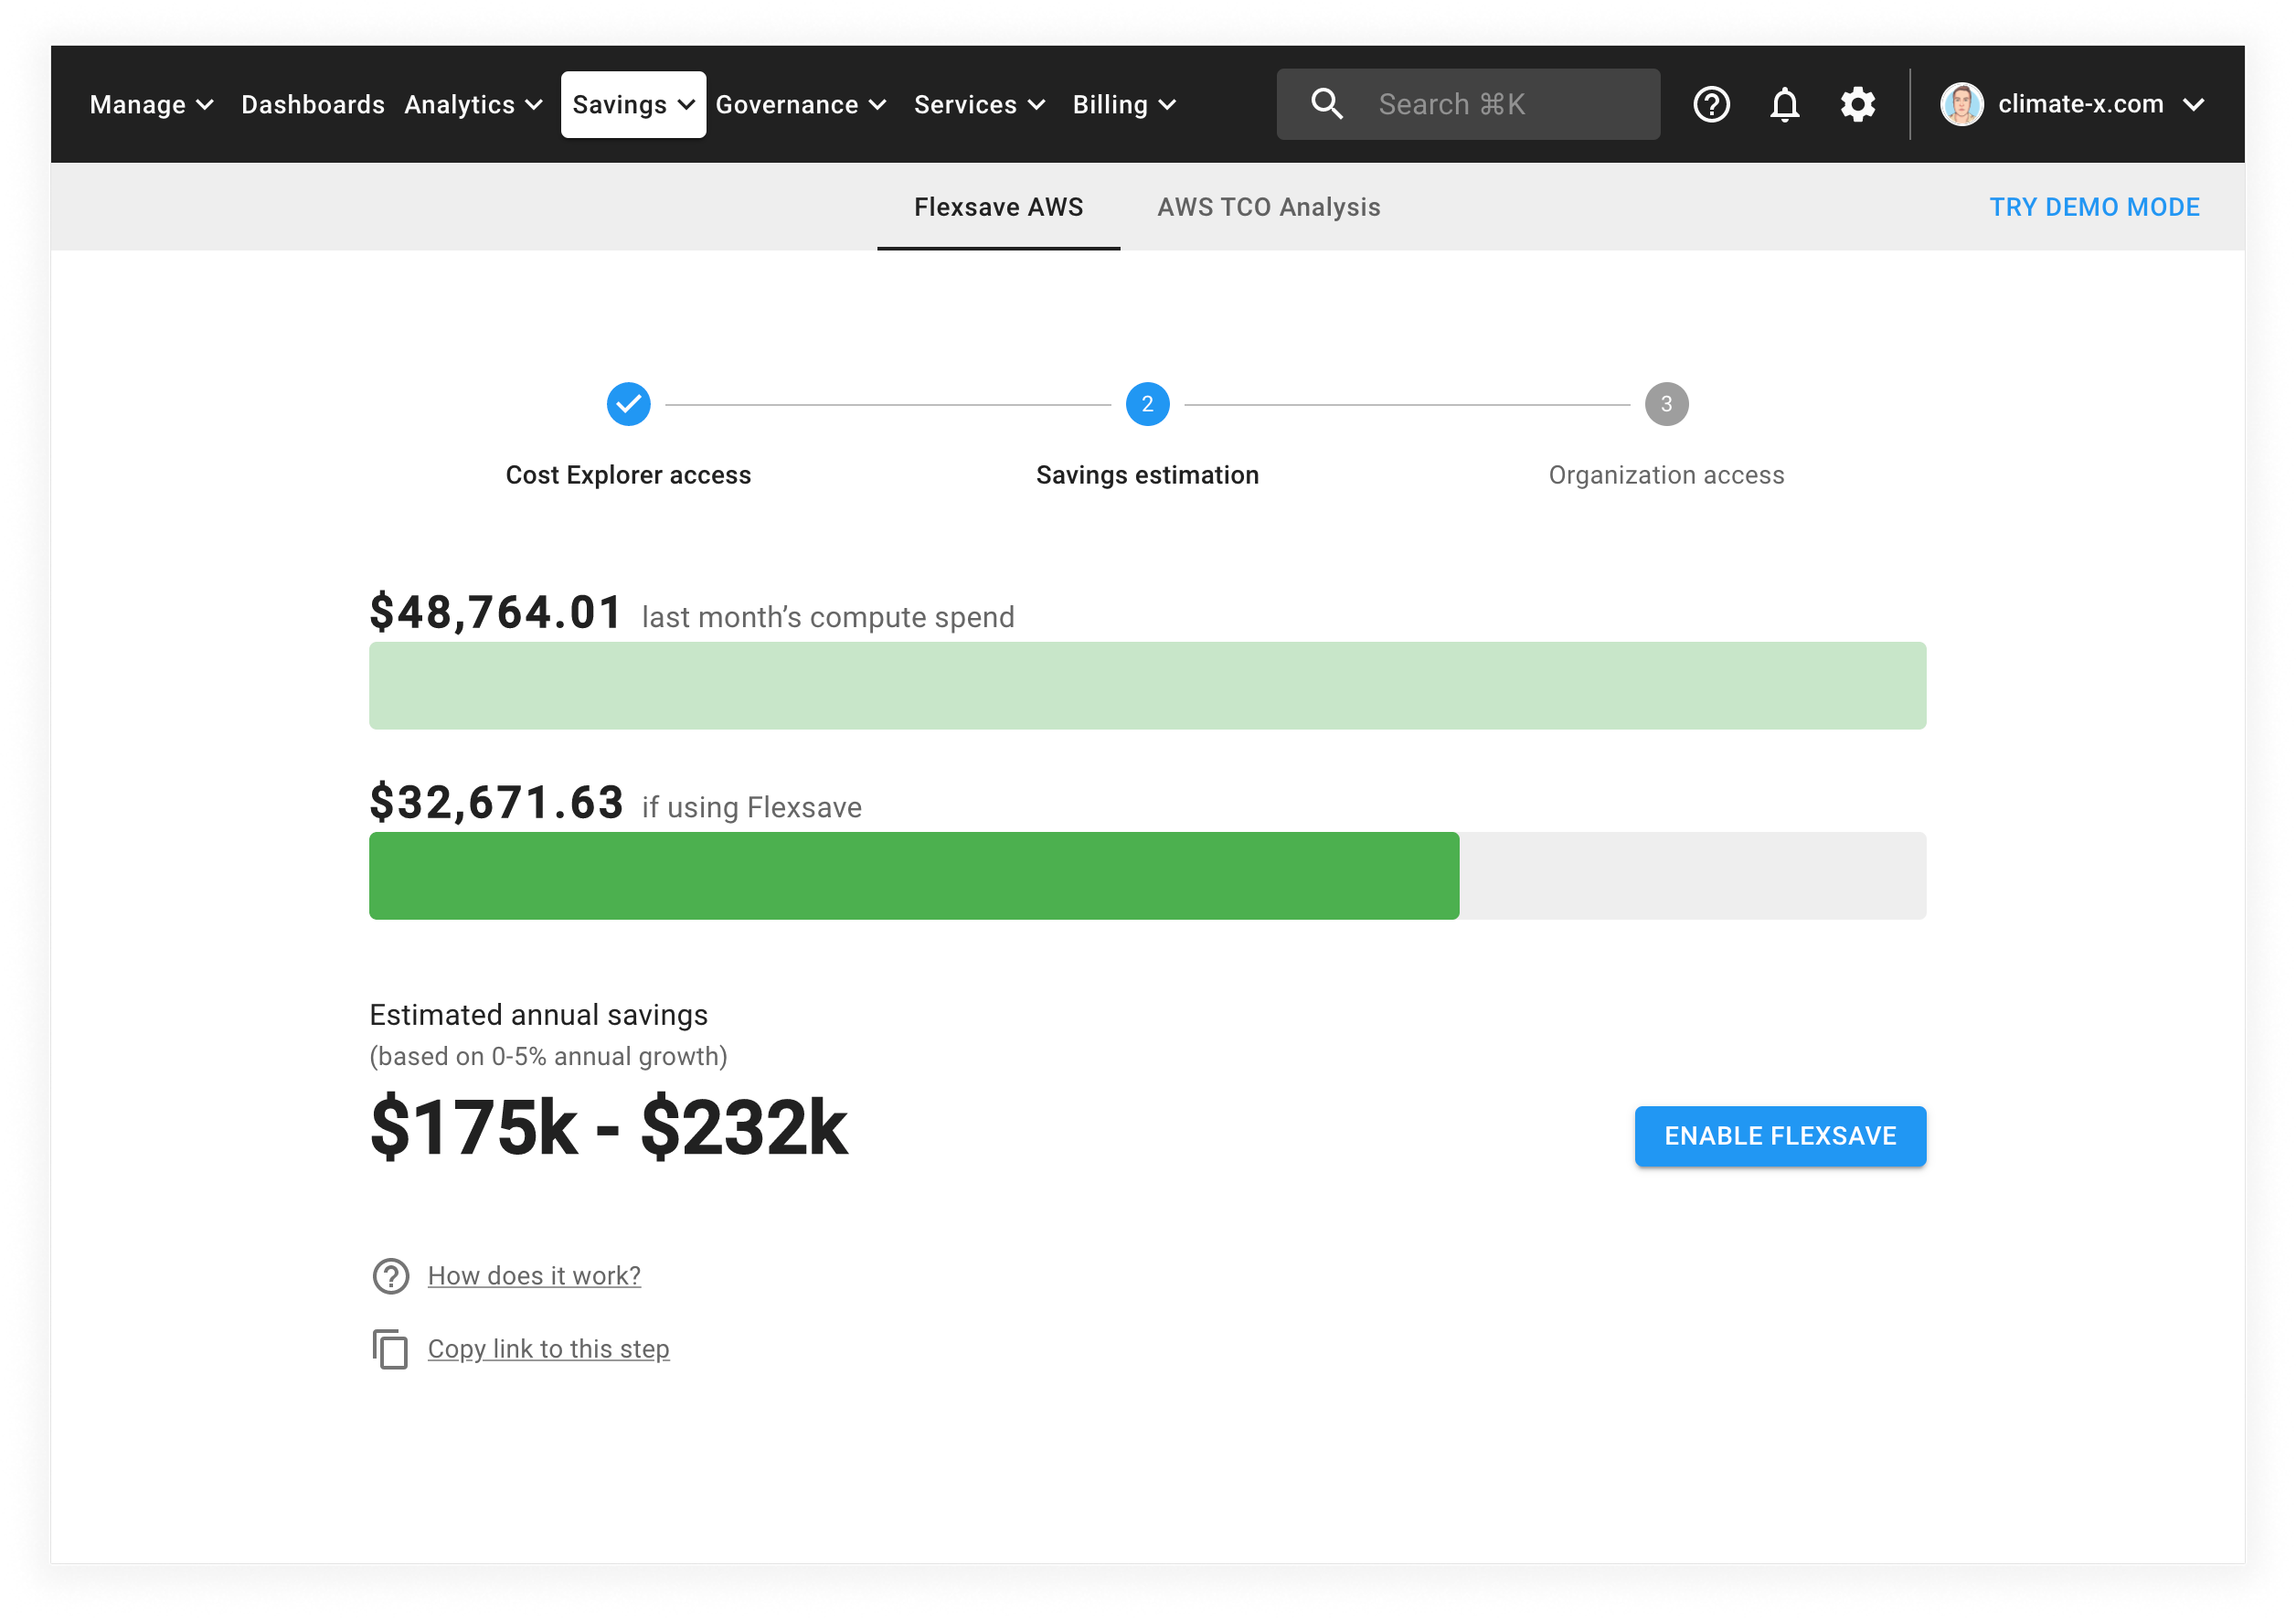 Manage Dashboards Analytics Savings Governance Services Billing Search ⌘K climate-x.com
Flexsave AWS AWS TCO Analysis TRY DEMO MODE
2 3
Cost Explorer access Savings estimation Organization access
$48,764.01 last month’s compute spend
$32,671.63 if using Flexsave
Estimated annual savings
(based on 0-5% annual growth)
$175k - $232k
ENABLE FLEXSAVE
How does it work?
Copy link to this step